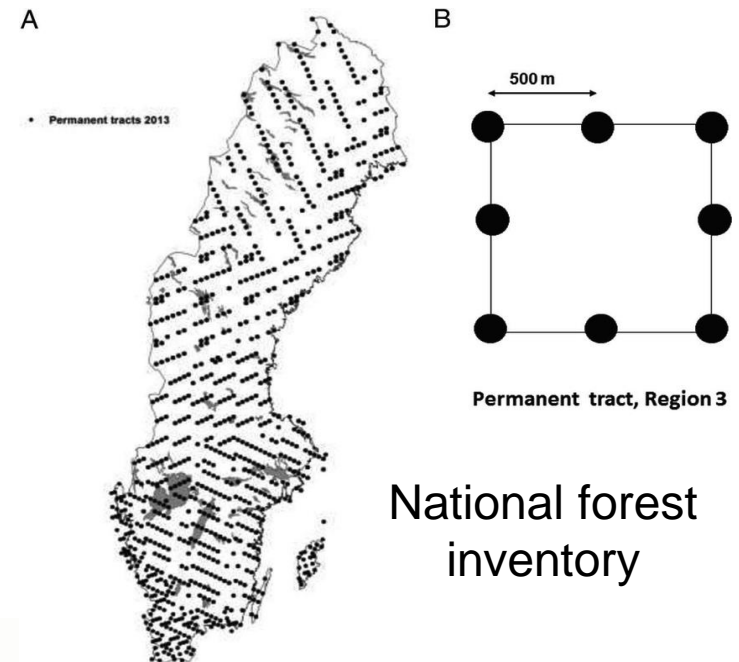 A
• Permanent tracts 2013
B
500 m
Permanent tract, Region 3
National forest
inventory